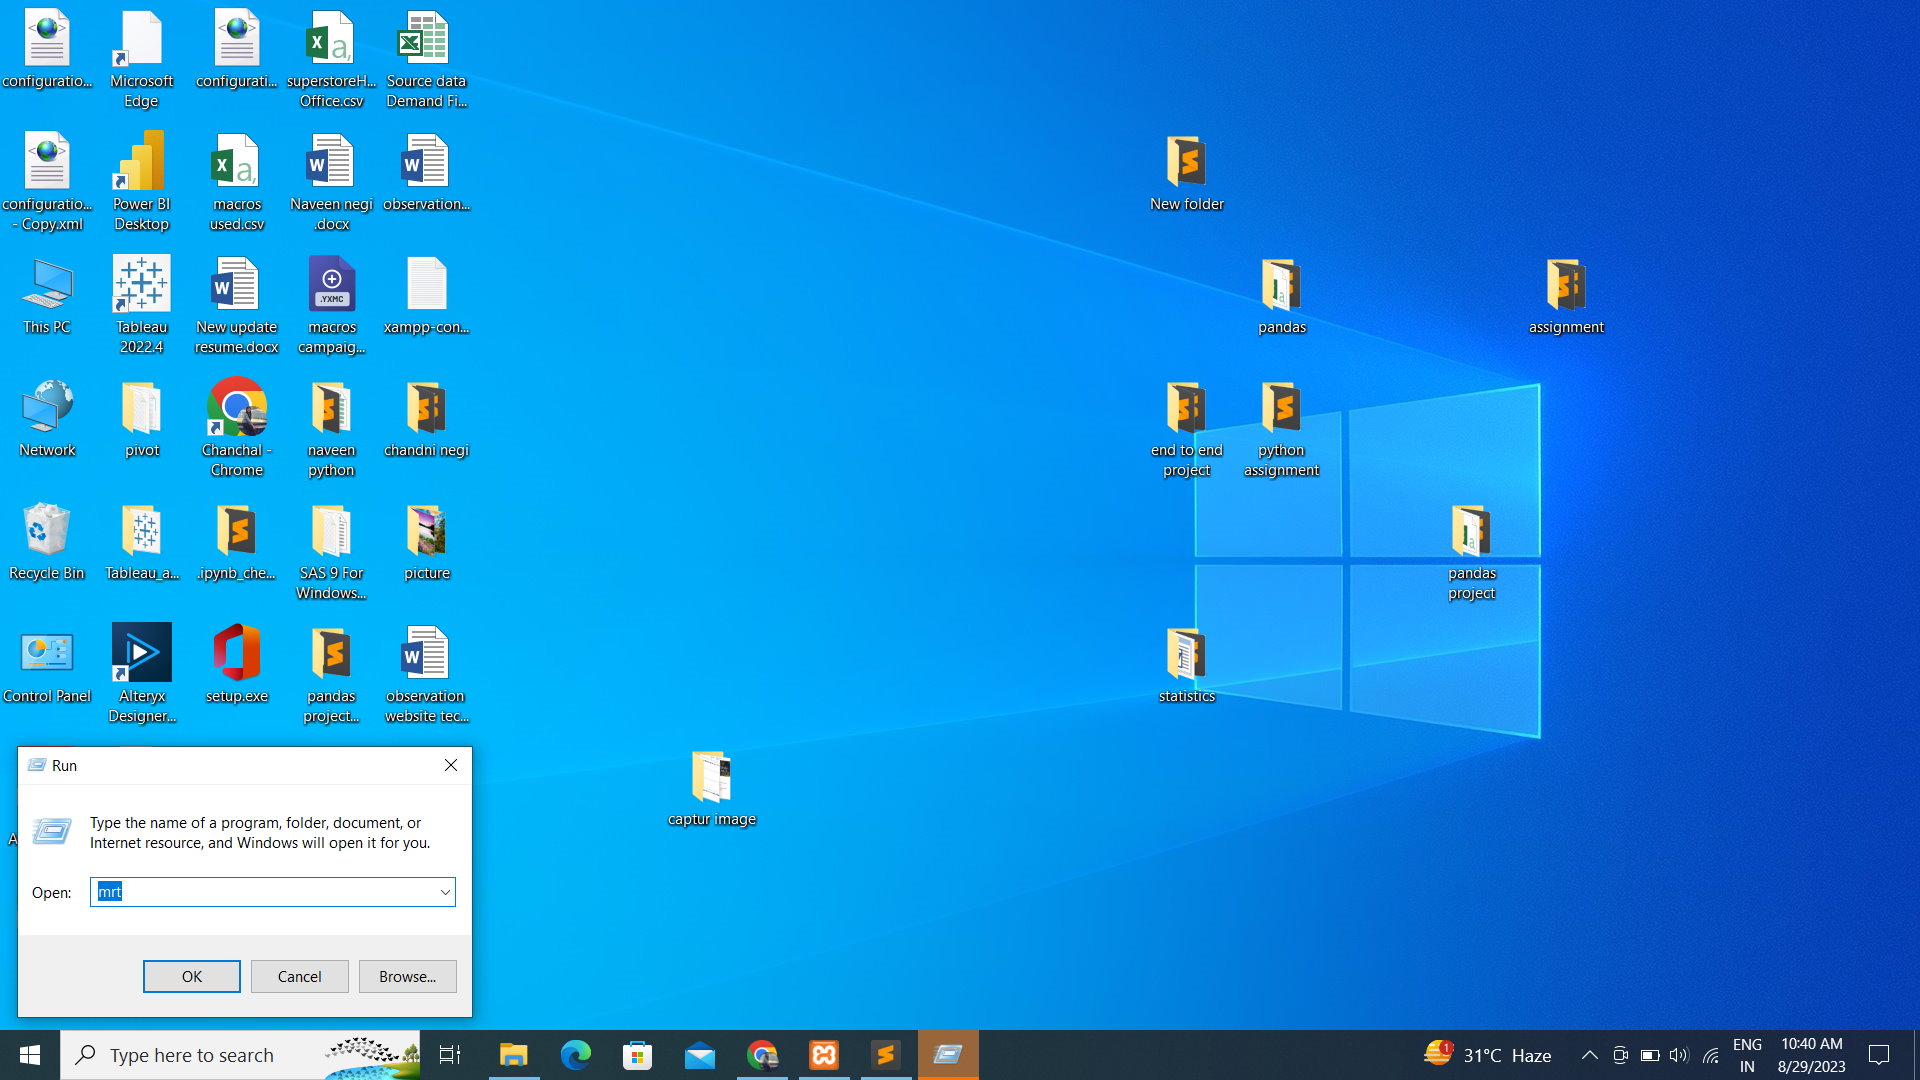 configuratio...
Microsoft
Edge
configurati...
superstoreH...
Office.csv
Source data
Demand Fi...
configuratio...
- Copy.xml
Power BI
Desktop
macros
used.csv
Naveen negi
.docx
observation...
New folder
This PC
Tableau
2022.4
New update
resume.docx
.YXMC
macros
campaig...
xampp-con...
pandas
assignment
Network
pivot
Chanchal -
Chrome
naveen
python
chandni negi
end to end
project
python
assignment
Recycle Bin
Tableau_a...
.ipynb_che...
SAS 9 For
Windows...
picture
pandas
project
Control Panel
Alteryx
Designer...
setup.exe
pandas
project...
observation
website tec...
statistics
captur image
A
Run
Type the name of a program, folder, document, or
Internet resource, and Windows will open it for you.
Open: mrt
OK Cancel Browse...
Type here to search
1
31°C Haze
ENG
IN
10:40 AM
8/29/2023